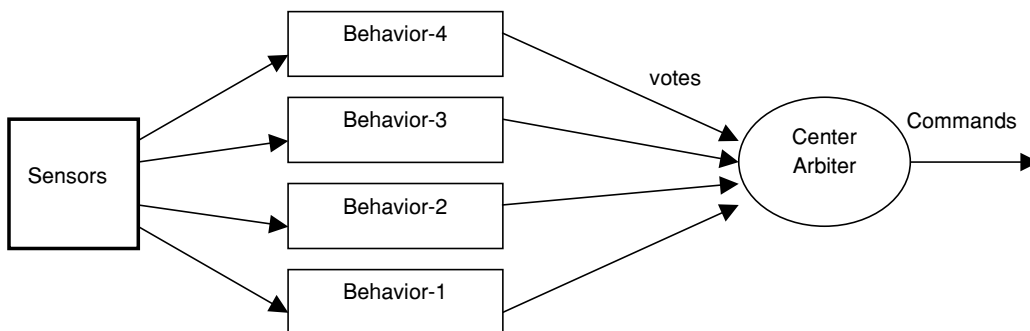 Behavior-4
votes
Behavior-3
Commands
Center
Arbiter
Sensors
Behavior-2
Behavior-1